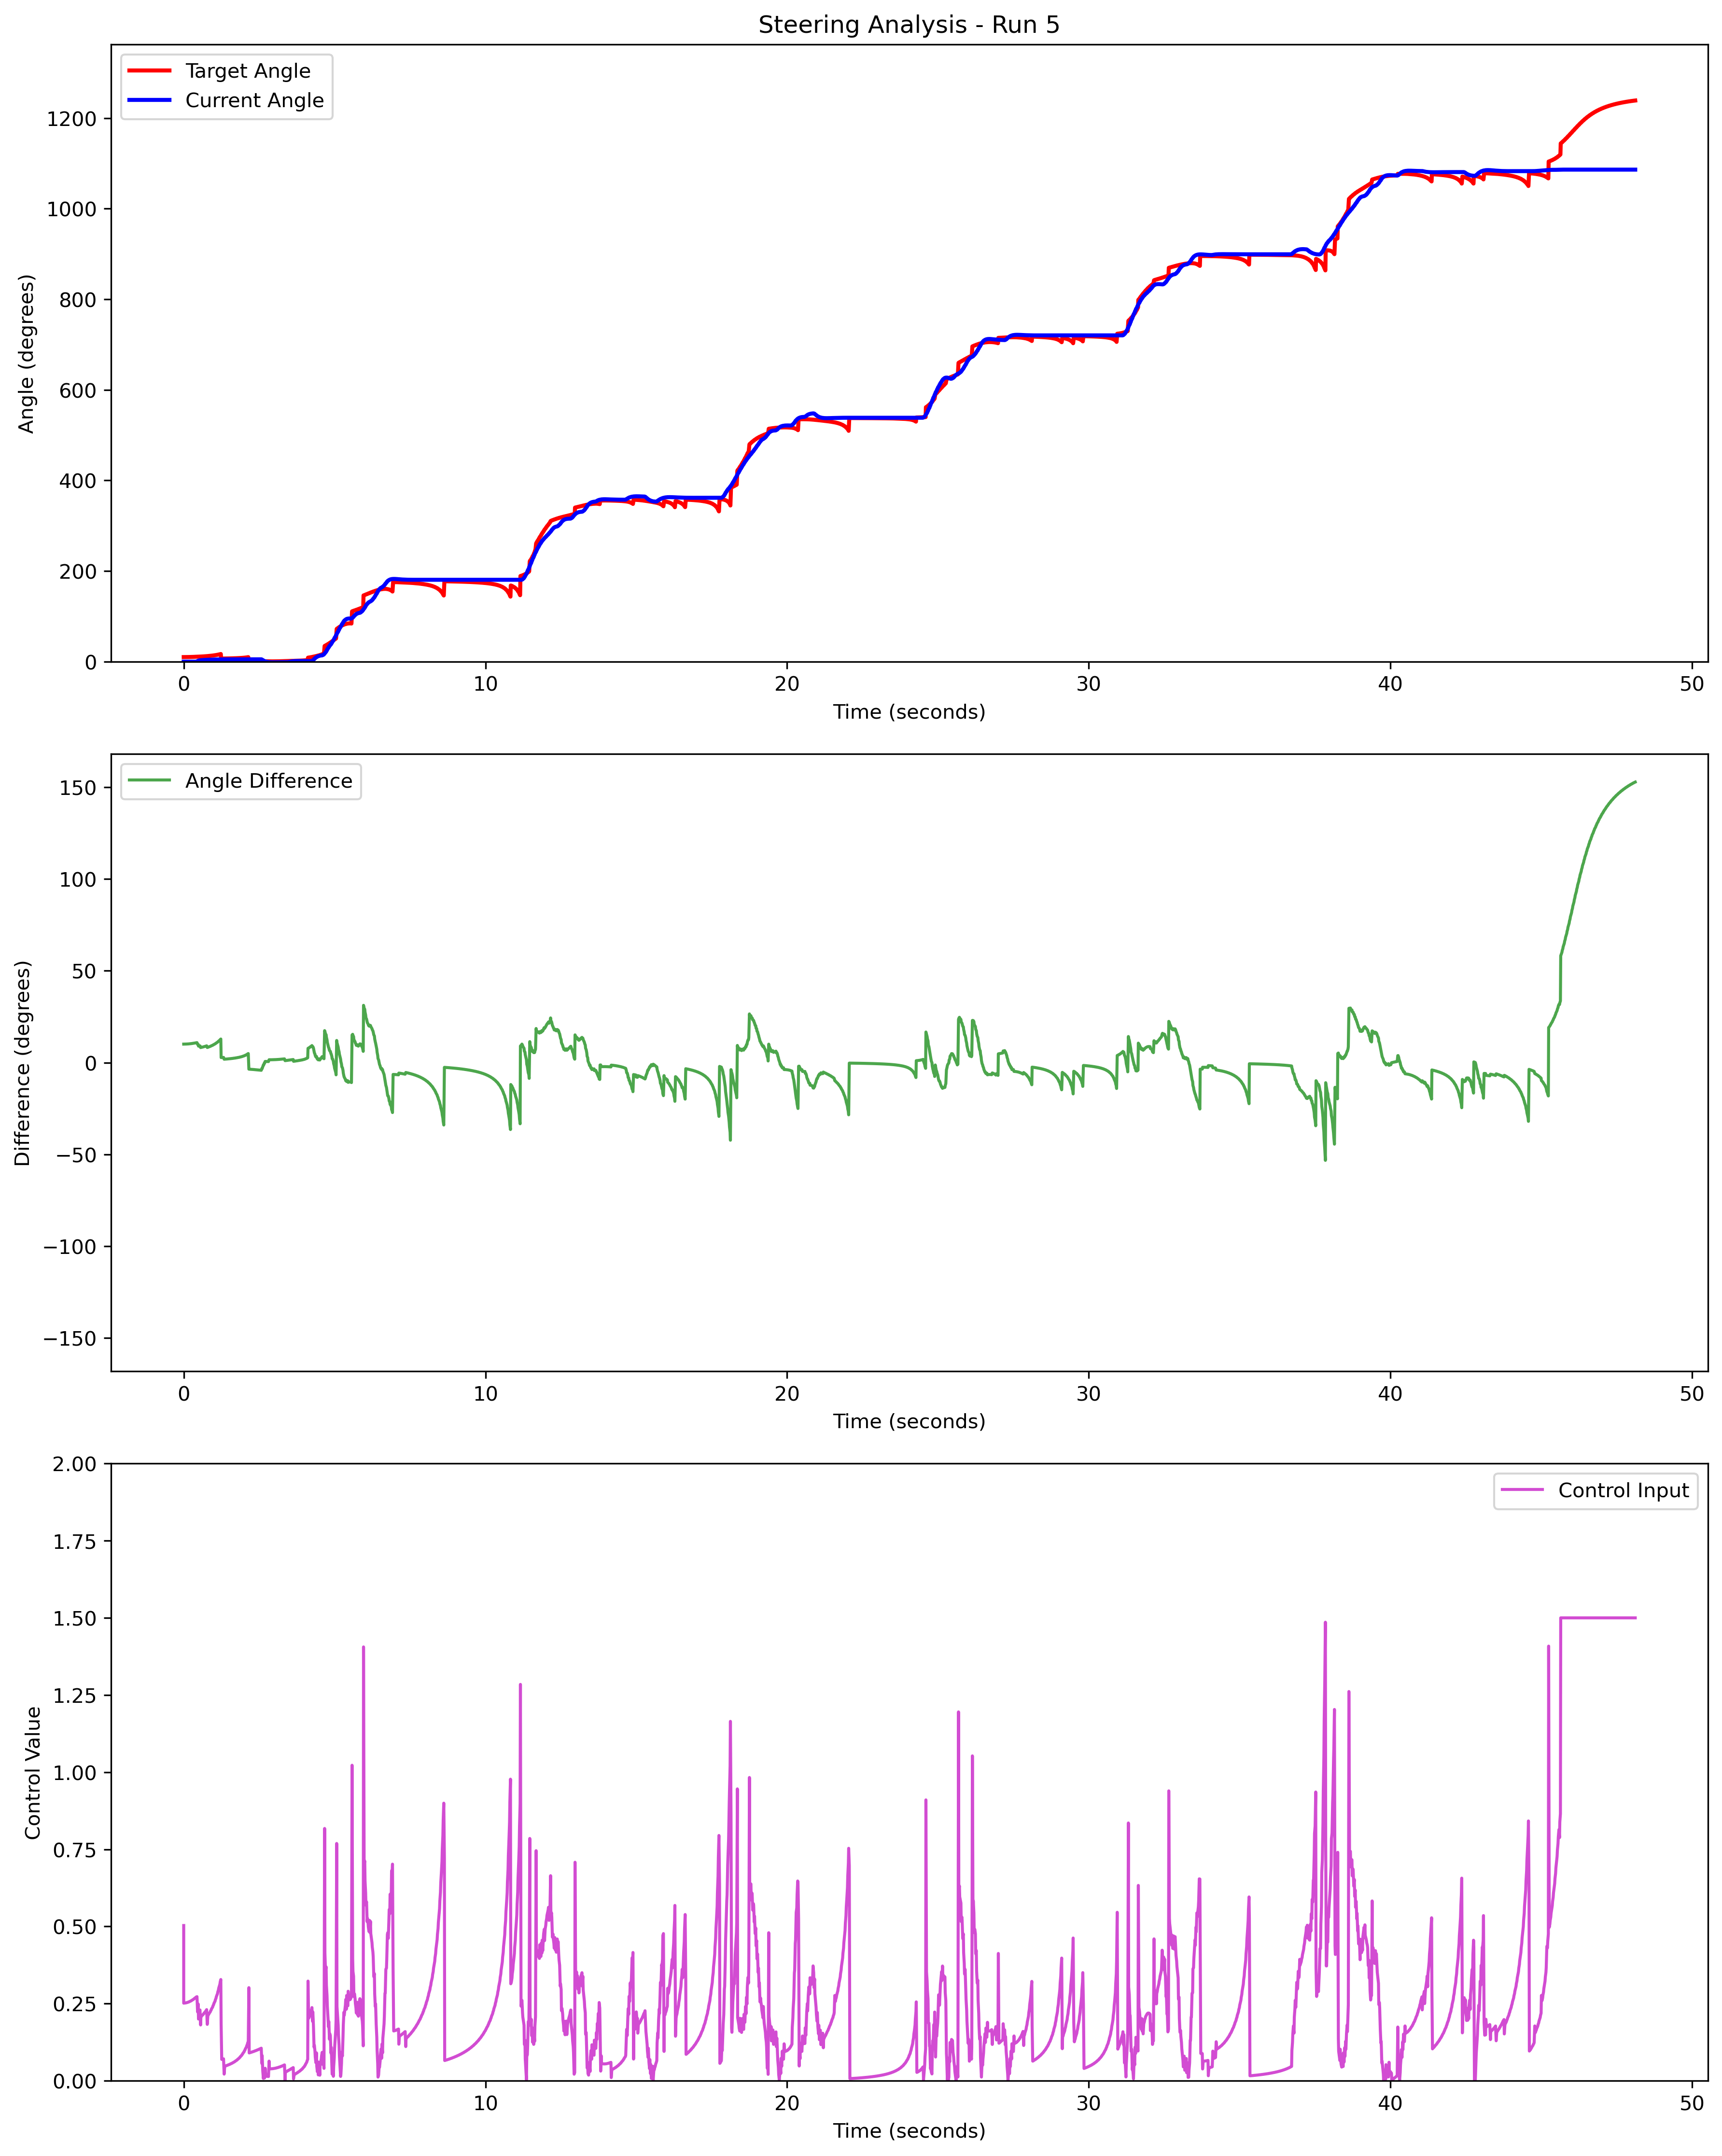 Steering Analysis - Run 5
Target Angle
Current Angle
Angle (degrees)
1200
1000
800
600
400
200
0
0 10 20 30 40 50
Time (seconds)
Angle Difference
Difference (degrees)
150
100
50
0
−50
−100
−150
0 10 20 30 40 50
Time (seconds)
Control Input
Control Value
2.00
1.75
1.50
1.25
1.00
0.75
0.50
0.25
0.00
0 10 20 30 40 50
Time (seconds)